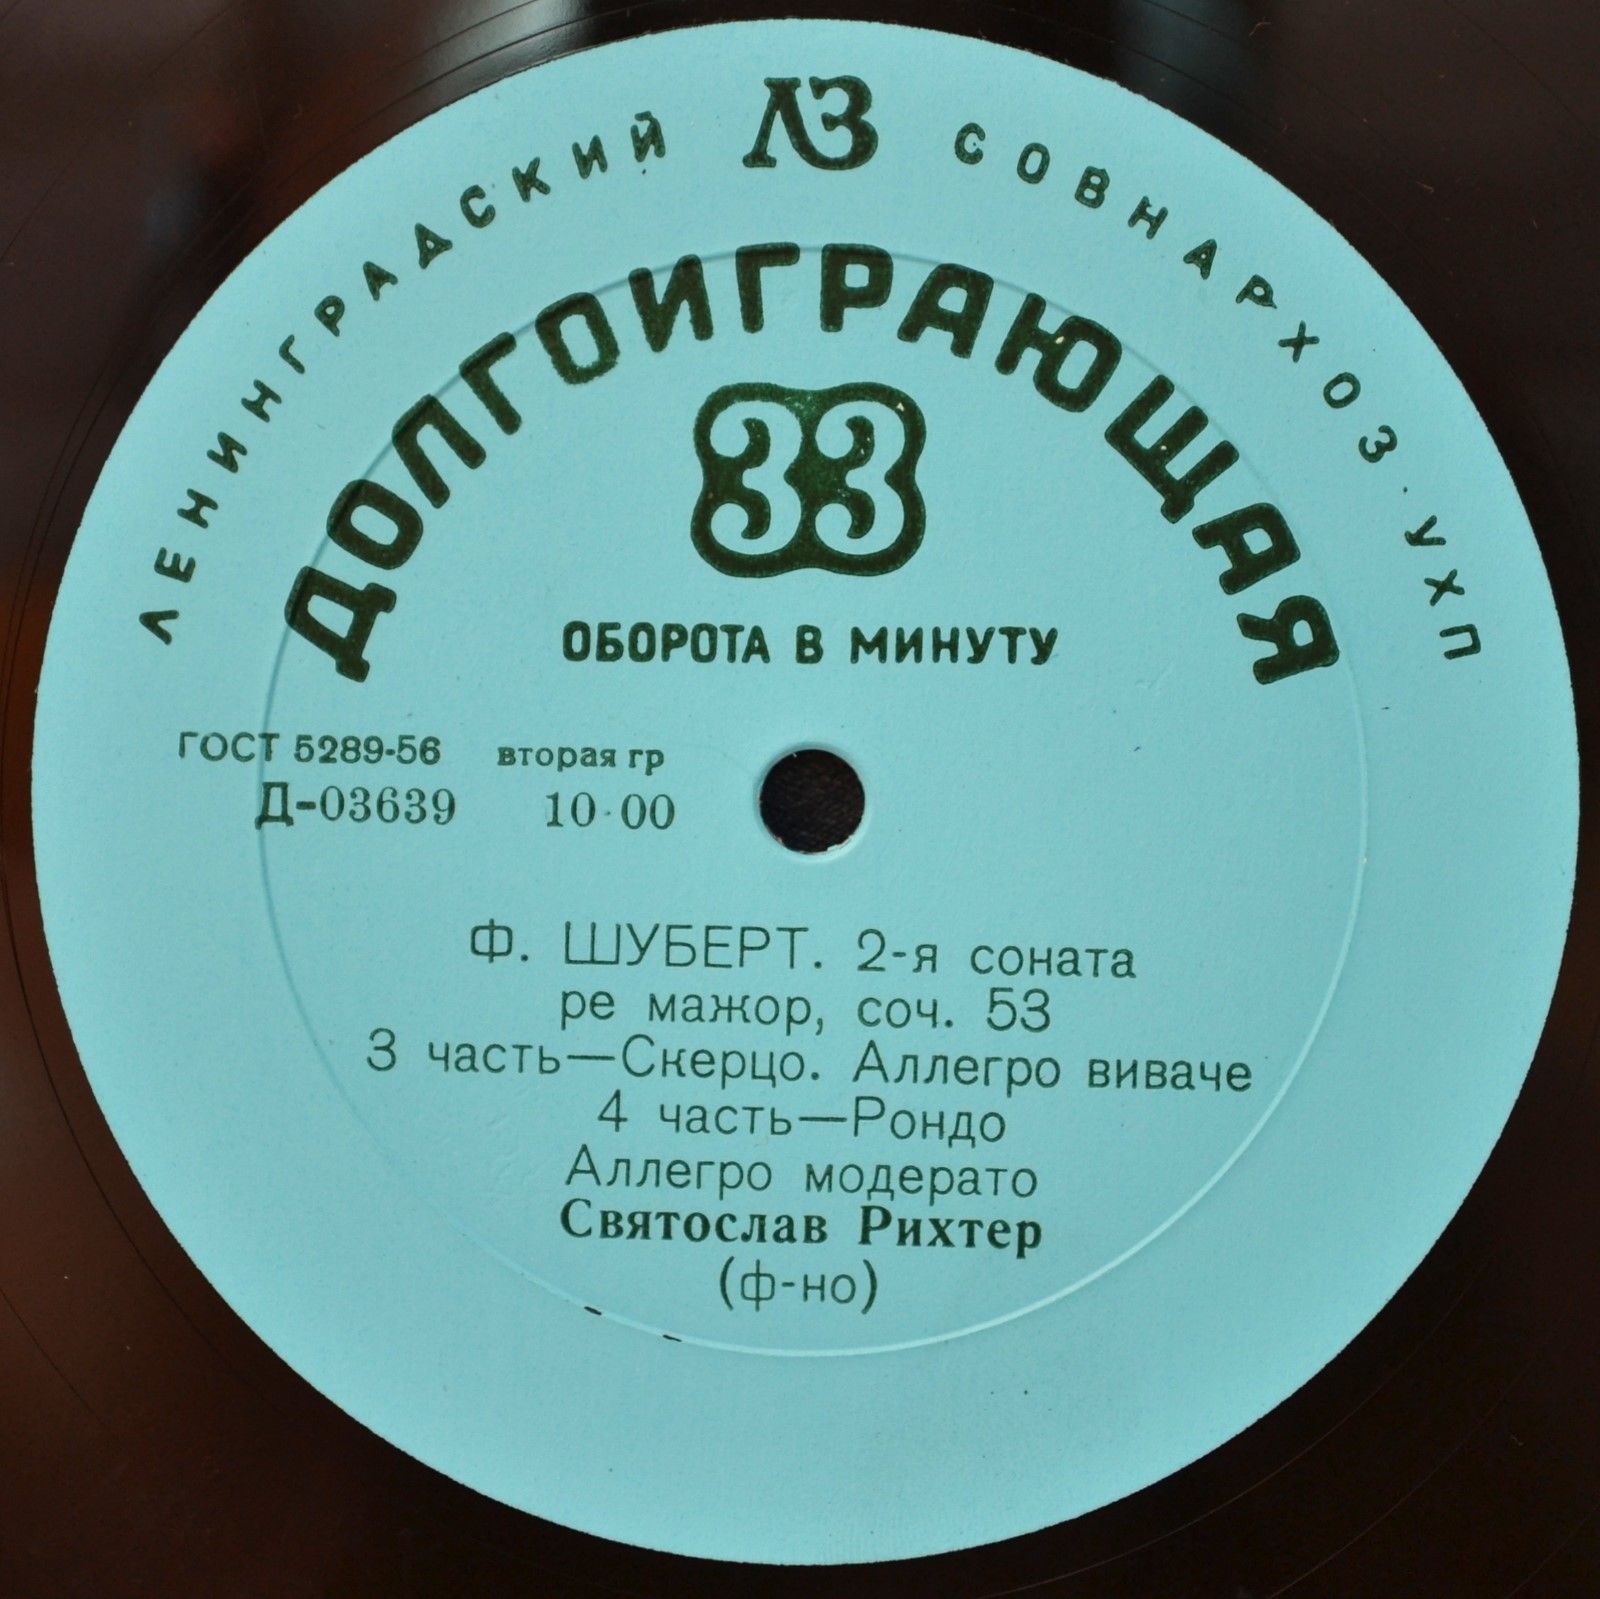 ЛЕНИНГРАДСКИЙ ЛЗ СОВНАРХОЗ. УХП
ДОЛГОИГРАЮЩАЯ
33
ОБОРОТА В МИНУТУ
ГОСТ 5289-56 вторая гр
Д-03639 10-00
Ф. ШУБЕРТ. 2-я соната
ре мажор, соч. 53
3 часть—Скерцо. Аллегро виваче
4 часть—Рондо
Аллегро модерато
Святослав Рихтер
(ф-но)